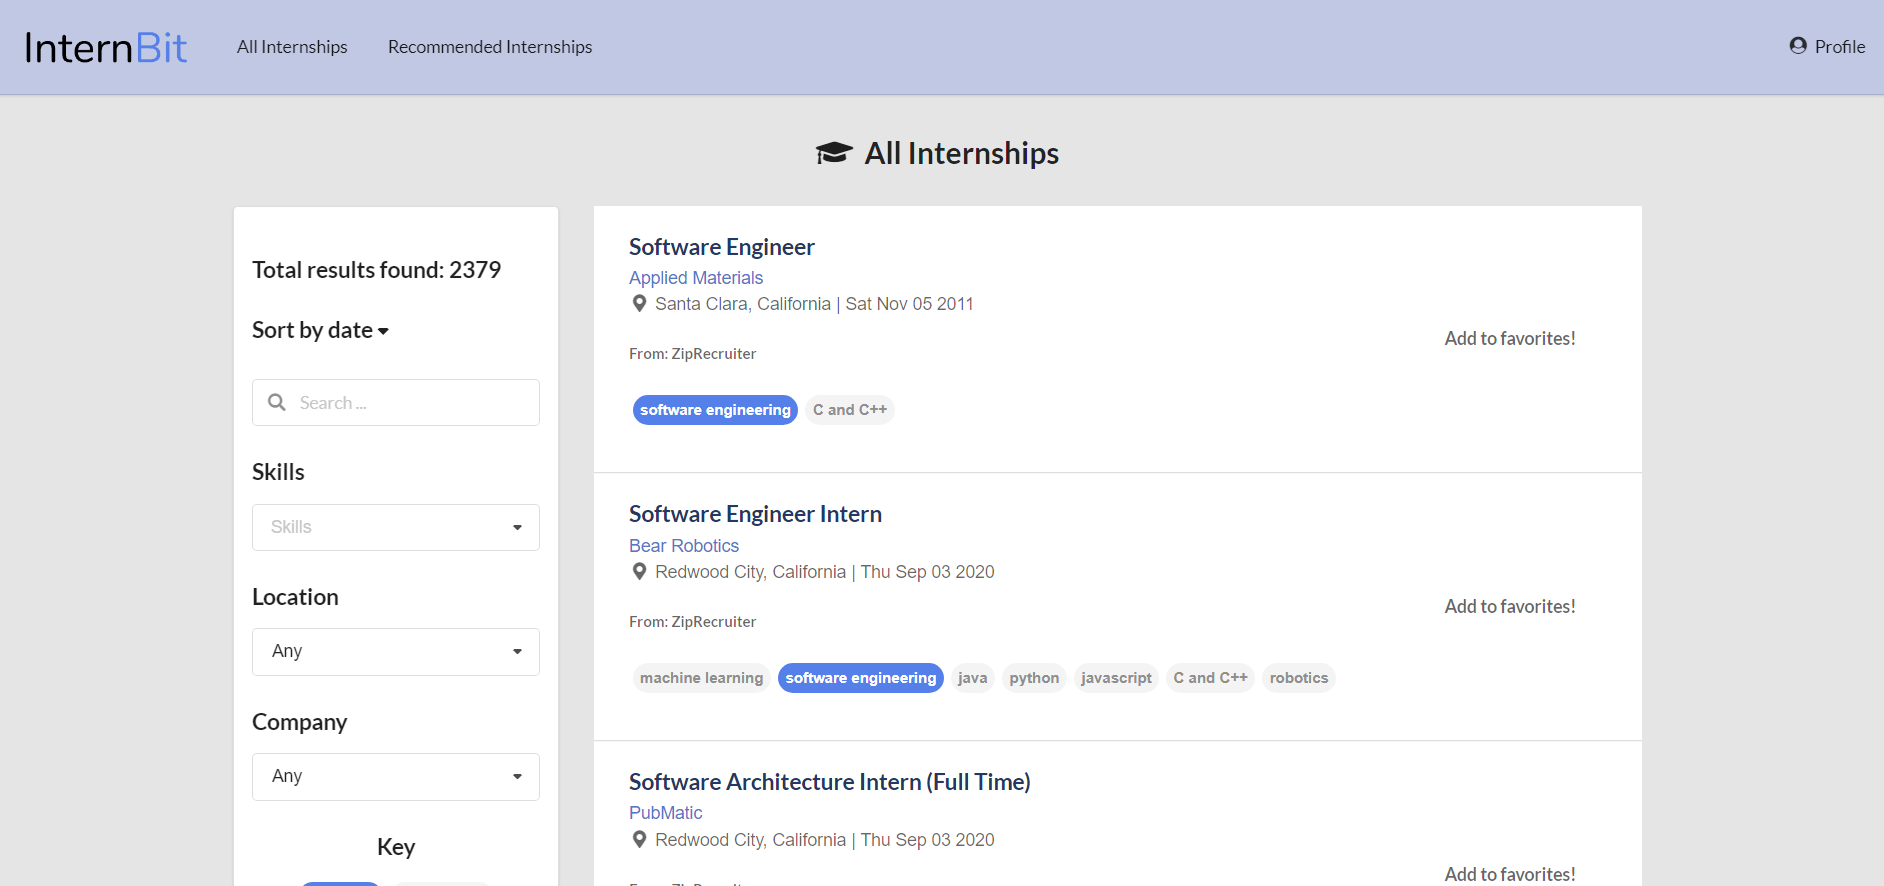 InternBit
All Internships
Recommended Internships
Profile
All Internships
Total results found: 2379
Sort by date
Search ...
Skills
Skills
Location
Any
Company
Any
Key
Software Engineer
Applied Materials
Santa Clara, California | Sat Nov 05 2011
From: ZipRecruiter
Add to favorites!
software engineering C and C++
Software Engineer Intern
Bear Robotics
Redwood City, California | Thu Sep 03 2020
From: ZipRecruiter
Add to favorites!
machine learning software engineering java python javascript C and C++ robotics
Software Architecture Intern (Full Time)
PubMatic
Redwood City, California | Thu Sep 03 2020
Add to favorites!